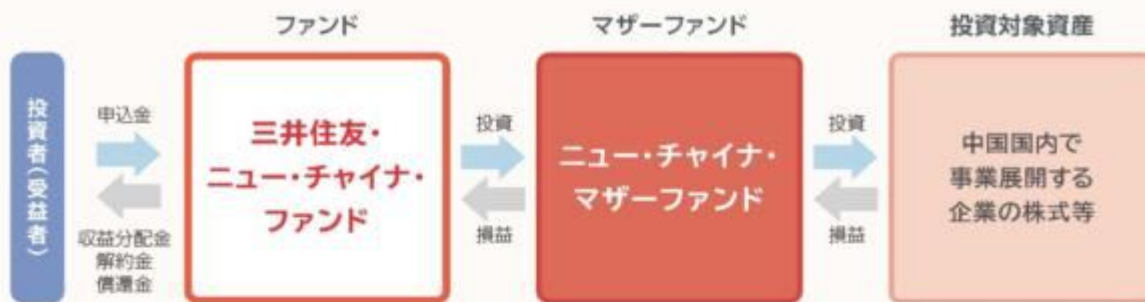 ファンド
マザーファンド
投資対象資産
投資者(受益者)
申込金
収益分配金
解約金
償還金
三井住友・
ニュー・チャイナ・
ファンド
投資
損益
ニュー・チャイナ・
マザーファンド
投資
損益
中国国内で
事業展開する
企業の株式等